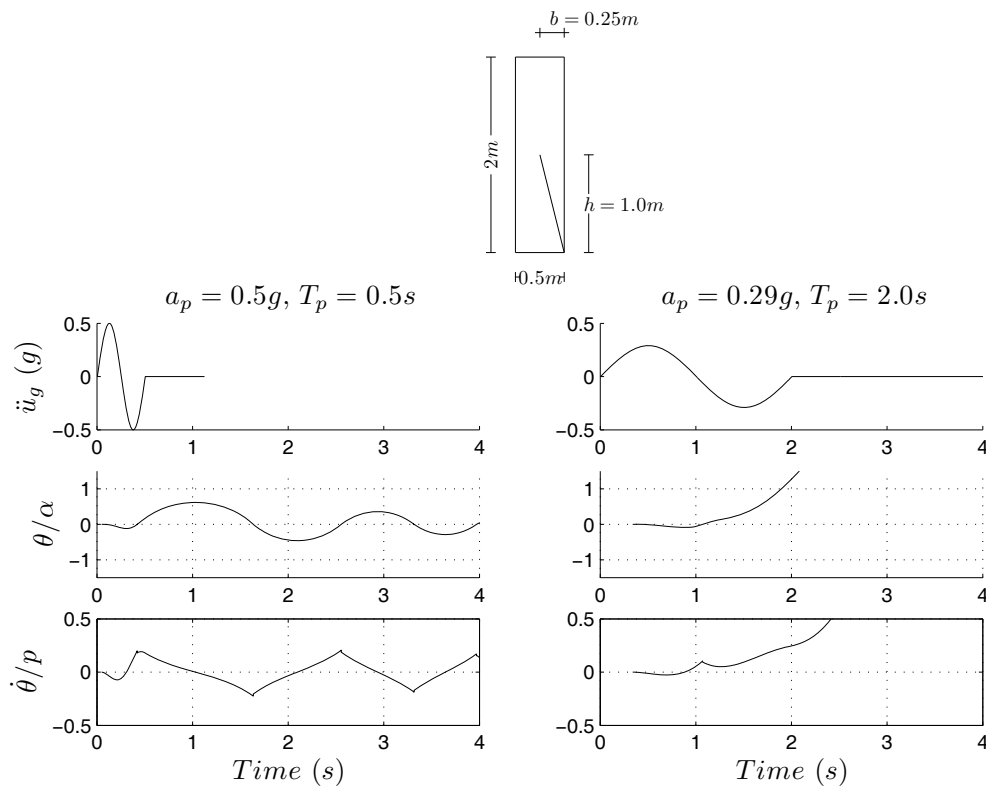 b = 0.25m
2m
h = 1.0m
0.5m
a_p = 0.5g, T_p = 0.5s
a_p = 0.29g, T_p = 2.0s
ü_g (g)
0.5
0
−0.5
0 1 2 3 4
0.5
0
−0.5
0 1 2 3 4
θ/α
1
0
−1
0 1 2 3 4
1
0
−1
0 1 2 3 4
θ̇/p
0.5
0
−0.5
0 1 2 3 4
Time (s)
0.5
0
−0.5
0 1 2 3 4
Time (s)